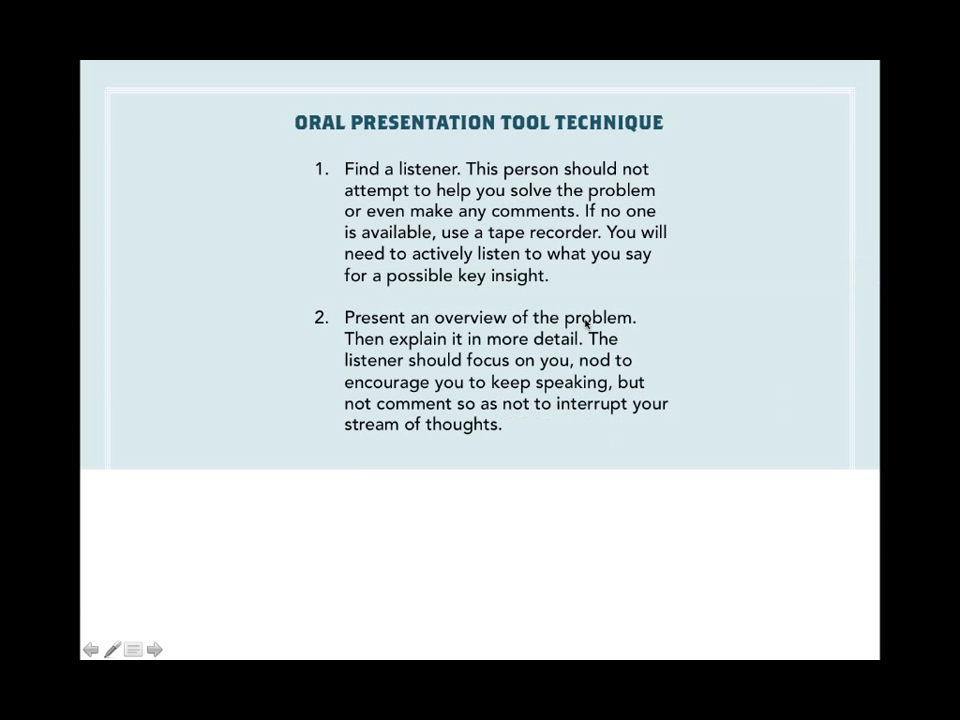 ORAL PRESENTATION TOOL TECHNIQUE
1. Find a listener. This person should not
attempt to help you solve the problem
or even make any comments. If no one
is available, use a tape recorder. You will
need to actively listen to what you say
for a possible key insight.
2. Present an overview of the problem.
Then explain it in more detail. The
listener should focus on you, nod to
encourage you to keep speaking, but
not comment so as not to interrupt your
stream of thoughts.